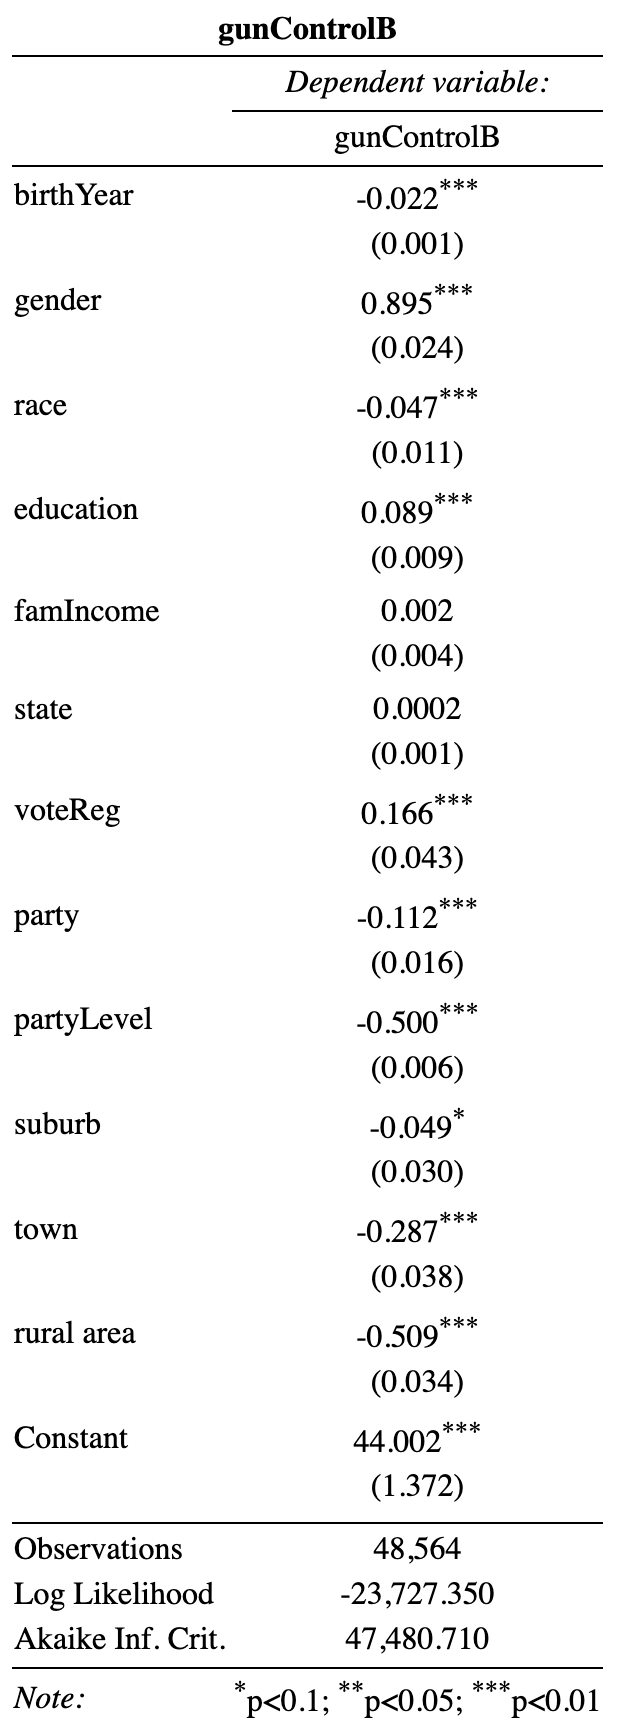 gunControlB
Dependent variable:
gunControlB
birthYear -0.022***
(0.001)
gender 0.895***
(0.024)
race -0.047***
(0.011)
education 0.089***
(0.009)
famIncome 0.002
(0.004)
state 0.0002
(0.001)
voteReg 0.166***
(0.043)
party -0.112***
(0.016)
partyLevel -0.500***
(0.006)
suburb -0.049*
(0.030)
town -0.287***
(0.038)
rural area -0.509***
(0.034)
Constant 44.002***
(1.372)
Observations 48,564
Log Likelihood -23,727.350
Akaike Inf. Crit. 47,480.710
Note: *p<0.1; **p<0.05; ***p<0.01